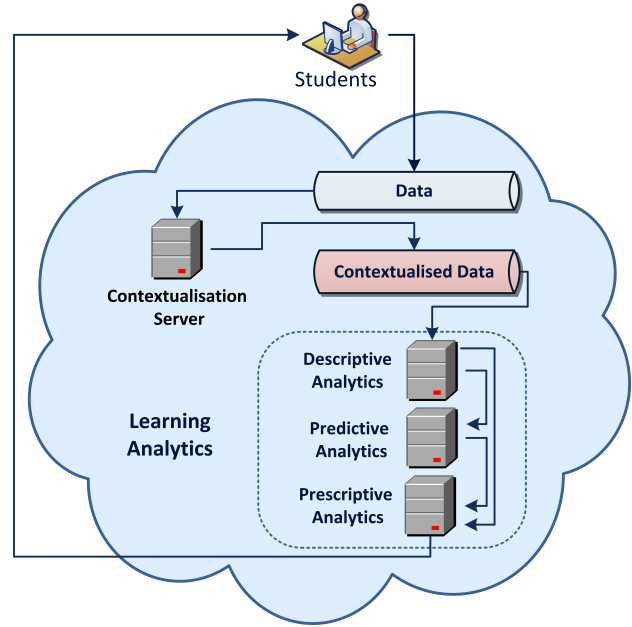 Students
Data
Contextualised Data
Contextualisation
Server
Descriptive
Analytics
Learning
Analytics
Predictive
Analytics
Prescriptive
Analytics